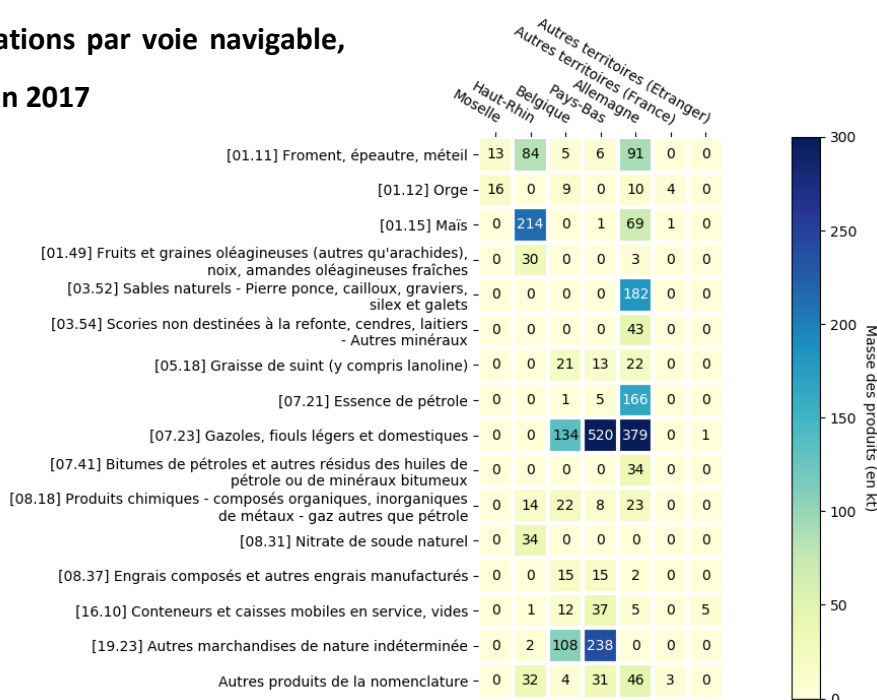 ations par voie navigable,
n 2017
Moselle
Haut-Rhin
Belgique
Pays-Bas
Allemagne
Autres territoires (France)
Autres territoires (Etranger)
[01.11] Froment, épeautre, méteil - 13 84 5 6 91 0 0
[01.12] Orge - 16 0 9 0 10 4 0
[01.15] Maïs - 0 214 0 1 69 1 0
[01.49] Fruits et graines oléagineuses (autres qu'arachides),
noix, amandes oléagineuses fraîches - 0 30 0 0 3 0 0
[03.52] Sables naturels - Pierre ponce, cailloux, graviers,
silex et galets - 0 0 0 0 182 0 0
[03.54] Scories non destinées à la refonte, cendres, laitiers
- Autres minéraux - 0 0 0 0 43 0 0
[05.18] Graisse de suint (y compris lanoline) - 0 0 21 13 22 0 0
[07.21] Essence de pétrole - 0 0 1 5 166 0 0
[07.23] Gazoles, fiouls légers et domestiques - 0 0 134 520 379 0 1
[07.41] Bitumes de pétroles et autres résidus des huiles de
pétrole ou de minéraux bitumeux - 0 0 0 0 34 0 0
[08.18] Produits chimiques - composés organiques, inorganiques
de métaux - gaz autres que pétrole - 0 14 22 8 23 0 0
[08.31] Nitrate de soude naturel - 0 34 0 0 0 0 0
[08.37] Engrais composés et autres engrais manufacturés - 0 0 15 15 2 0 0
[16.10] Conteneurs et caisses mobiles en service, vides - 0 1 12 37 5 0 5
[19.23] Autres marchandises de nature indéterminée - 0 2 108 238 0 0 0
Autres produits de la nomenclature - 0 32 4 31 46 3 0
300
250
200
150
100
50
0
Masse des produits (en kt)